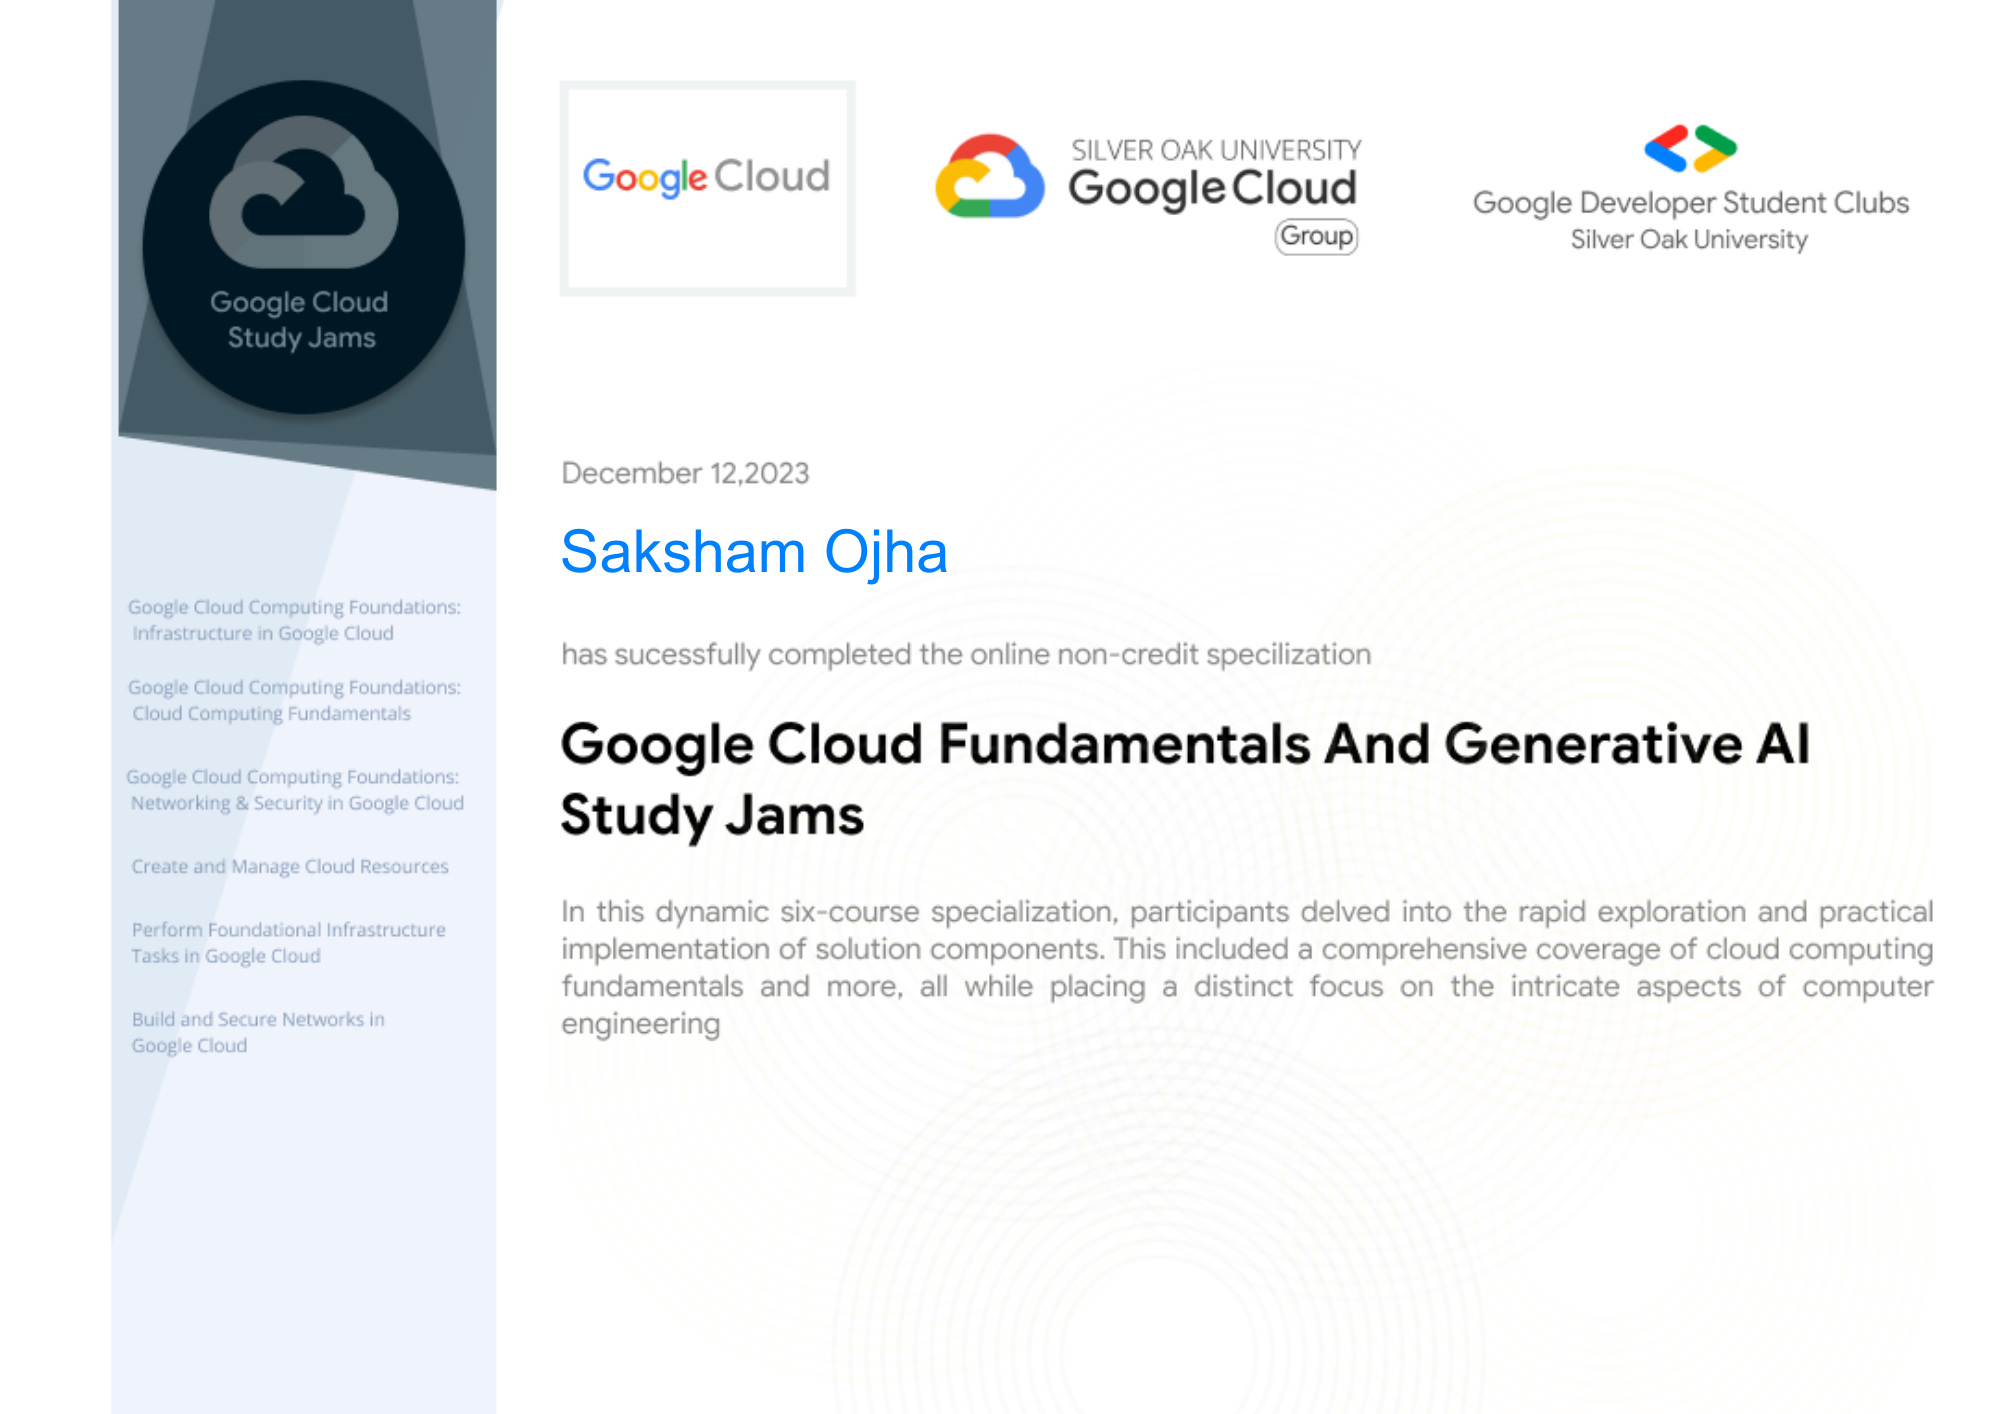 Google Cloud
Study Jams
Google Cloud Computing Foundations:
Infrastructure in Google Cloud
Google Cloud Computing Foundations:
Cloud Computing Fundamentals
Google Cloud Computing Foundations:
Networking & Security in Google Cloud
Create and Manage Cloud Resources
Perform Foundational Infrastructure
Tasks in Google Cloud
Build and Secure Networks in
Google Cloud
Google Cloud
SILVER OAK UNIVERSITY
Google Cloud
Group
Google Developer Student Clubs
Silver Oak University
December 12,2023
Saksham Ojha
has sucessfully completed the online non-credit specilization
Google Cloud Fundamentals And Generative AI
Study Jams
In this dynamic six-course specialization, participants delved into the rapid exploration and practical
implementation of solution components. This included a comprehensive coverage of cloud computing
fundamentals and more, all while placing a distinct focus on the intricate aspects of computer
engineering